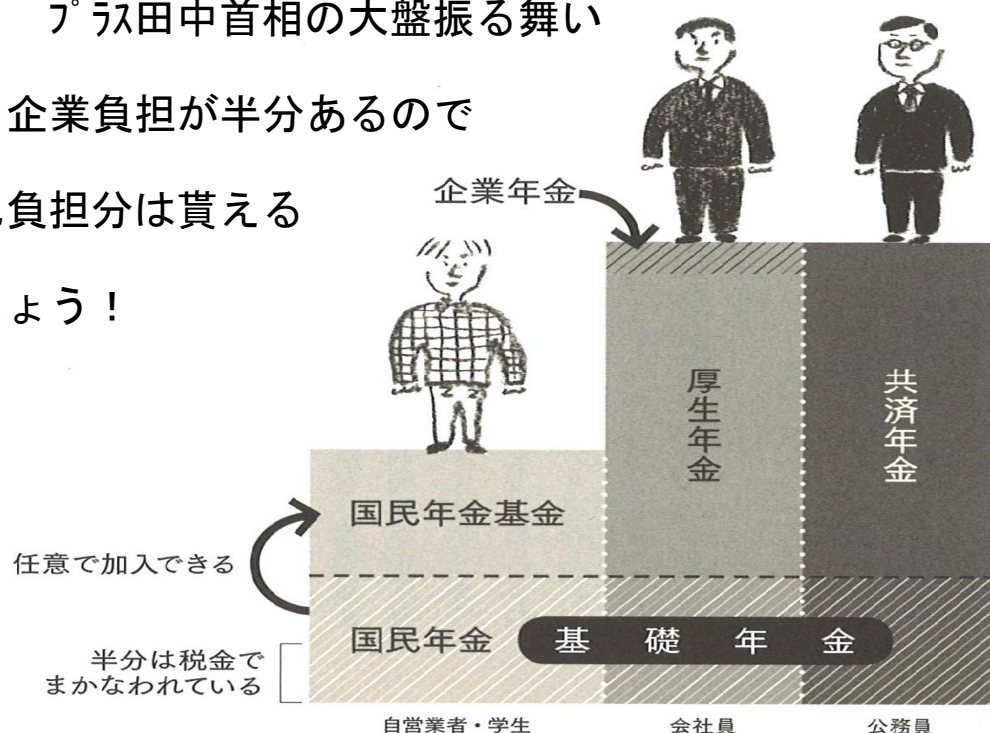 プラス田中首相の大盤振る舞い
企業負担が半分あるので
負担分は貰える
ょう！
企業年金
厚生年金
共済年金
国民年金基金
任意で加入できる
国民年金
基礎年金
半分は税金で
まかなわれている
自営業者・学生
会社員
公務員